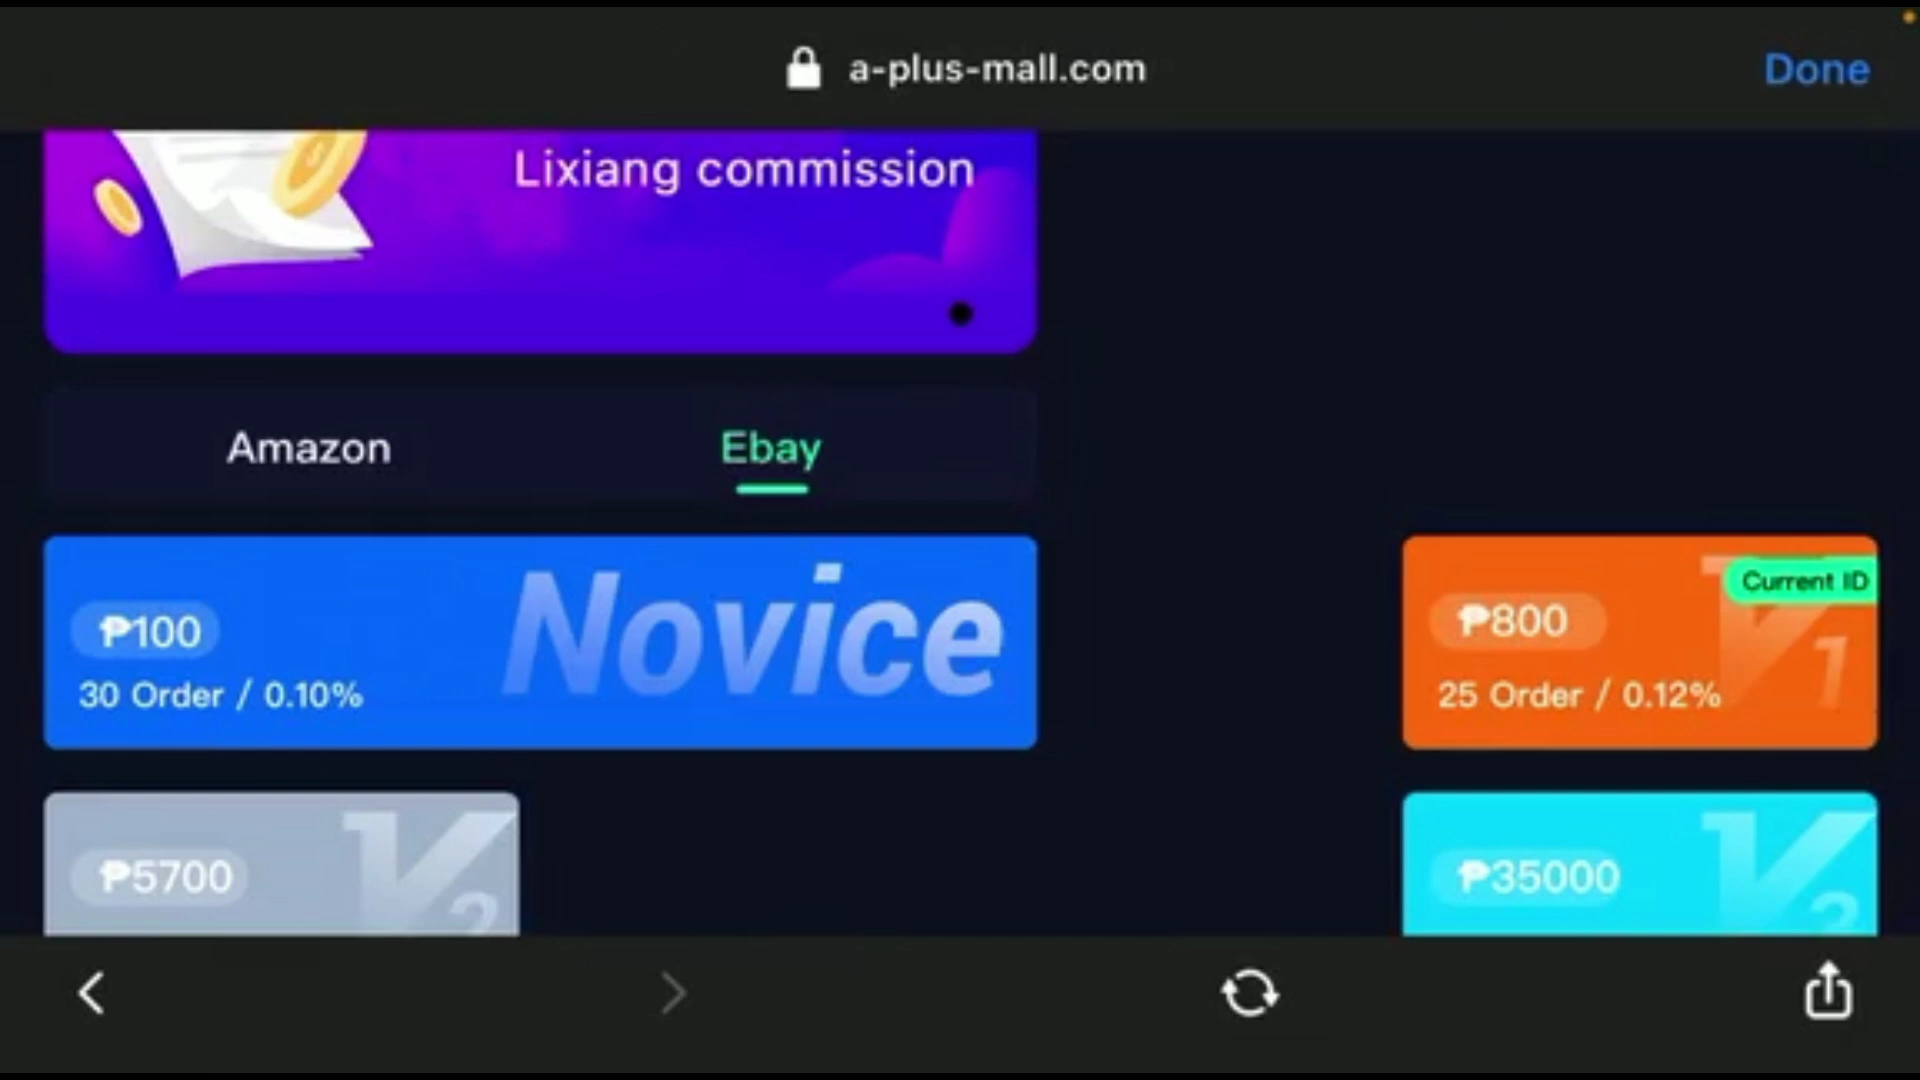 a-plus-mall.com
Done
Lixiang commission
Amazon
Ebay
₱100
Novice
30 Order / 0.10%
Current ID
₱800
V1
25 Order / 0.12%
₱5700
V2
₱35000
V3